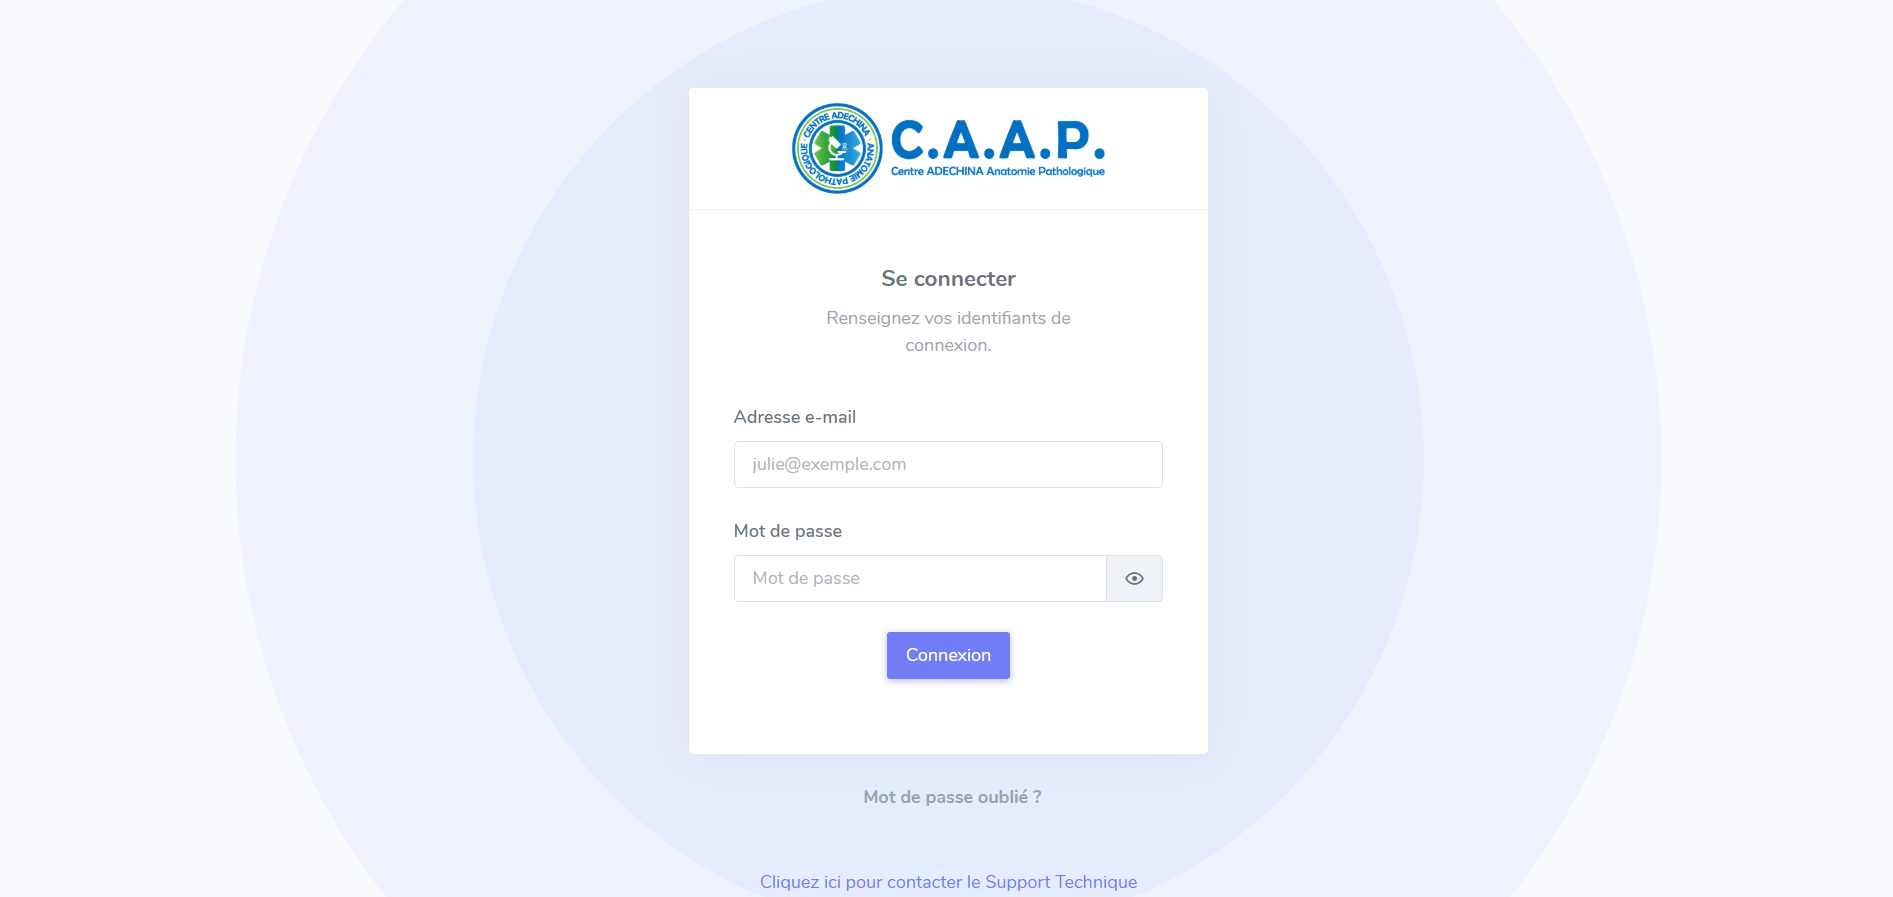 CENTRE ADECHINA · ANATOMIE PATHOLOGIQUE ·
C.A.A.P.
Centre ADECHINA Anatomie Pathologique
Se connecter
Renseignez vos identifiants de
connexion.
Adresse e-mail
julie@exemple.com
Mot de passe
Mot de passe
Connexion
Mot de passe oublié ?
Cliquez ici pour contacter le Support Technique